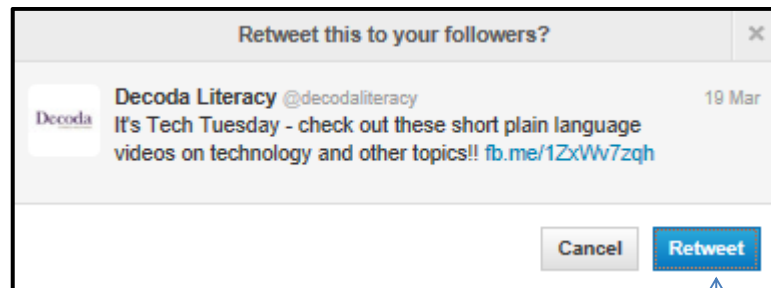 Retweet this to your followers?
×
Decoda Literacy @decodaliteracy 19 Mar
Decoda
It's Tech Tuesday - check out these short plain language
videos on technology and other topics!! fb.me/1ZxWv7zqh
Cancel Retweet